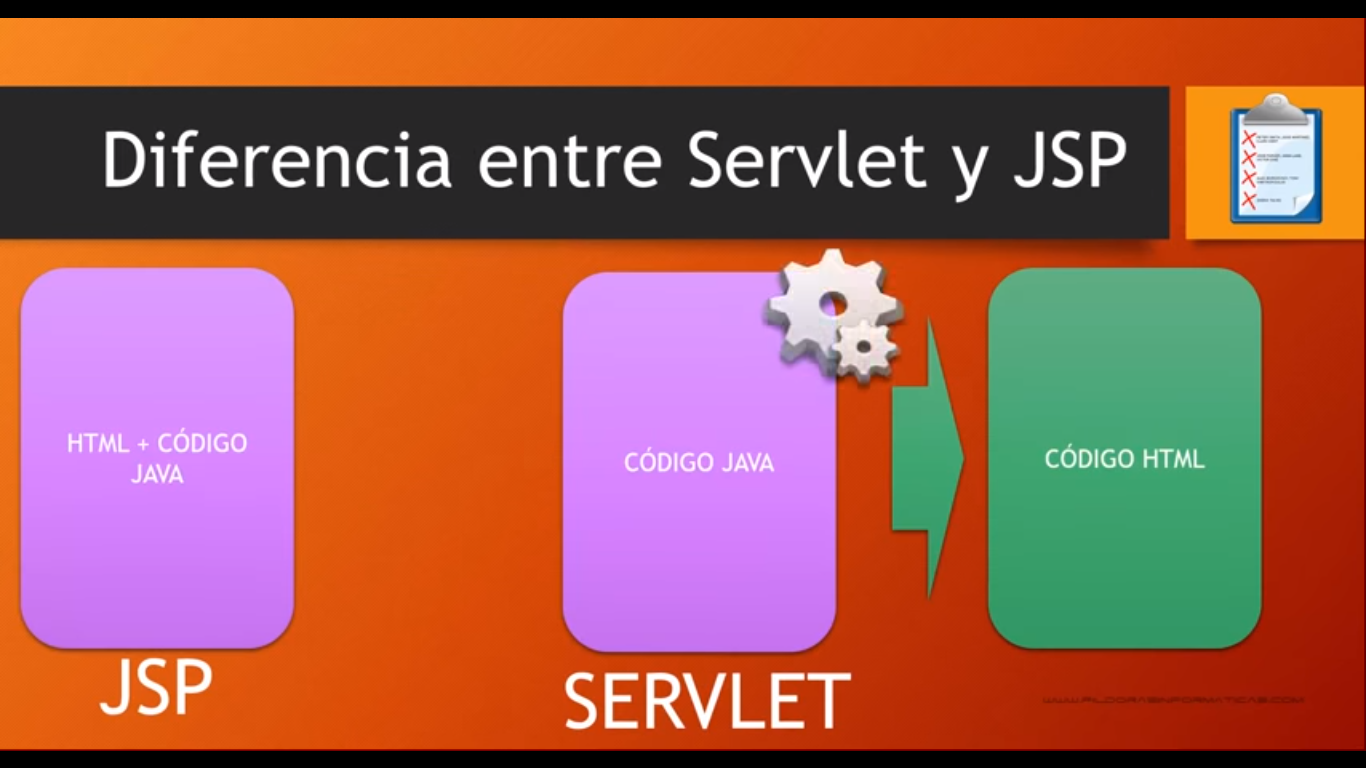 Diferencia entre Servlet y JSP
HTML + CÓDIGO
JAVA
JSP
CÓDIGO JAVA
SERVLET
CÓDIGO HTML
WWW.PILDORASINFORMATICAS.COM